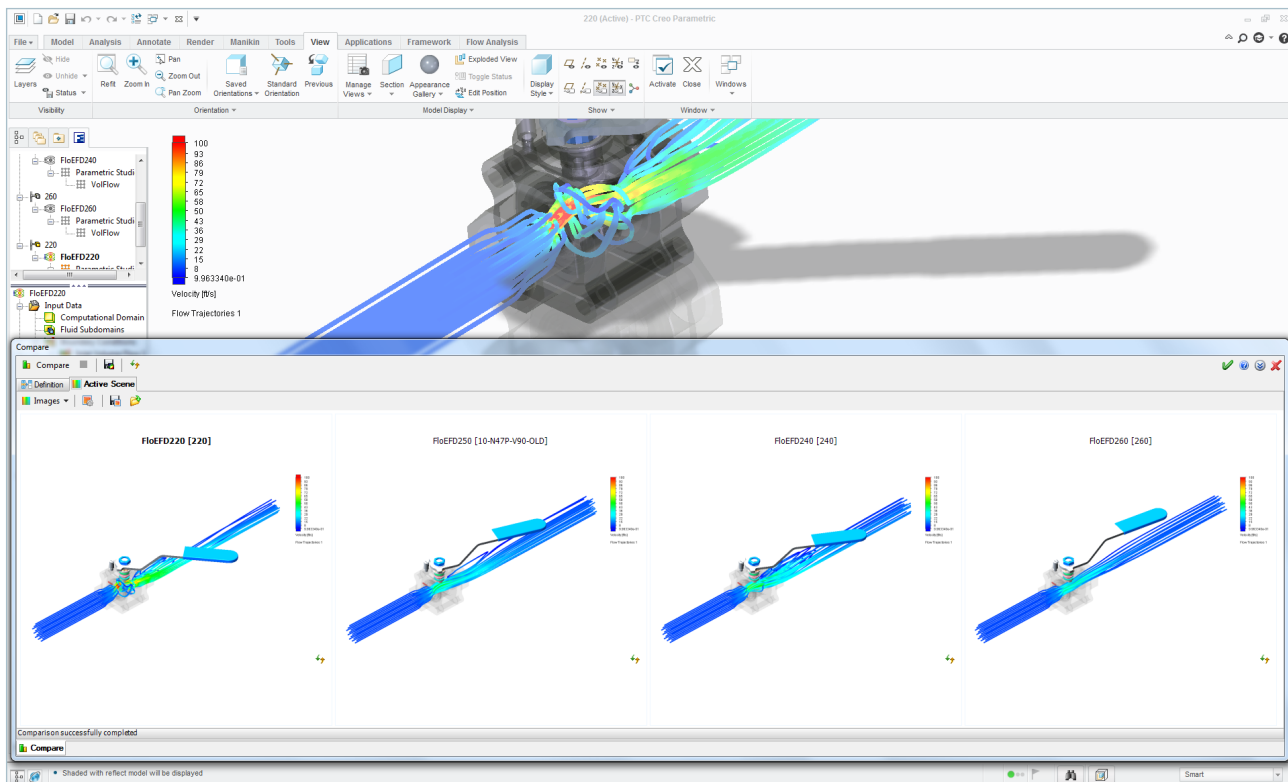 220 (Active) - PTC Creo Parametric
File Model Analysis Annotate Render Manikin Tools View Applications Framework Flow Analysis
Layers
Hide
Unhide
Status
Visibility
Refit
Zoom In
Pan
Zoom Out
Pan Zoom
Saved Orientations
Standard Orientation
Previous
Orientation
Manage Views
Section
Appearance Gallery
Exploded View
Toggle Status
Edit Position
Model Display
Display Style
Show
Activate
Close
Windows
Window
FloEFD240
Parametric Studi
VolFlow
260
FloEFD260
Parametric Studi
VolFlow
220
FloEFD220
Parametric Studi
FloEFD220
Input Data
Computational Domain
Fluid Subdomains
100
93
86
79
72
65
58
50
43
36
29
22
15
8
9.963340e-01
Velocity [ft/s]
Flow Trajectories 1
Compare
Compare
Definition
Active Scene
Images
FloEFD220 [220]
FloEFD250 [10-N47P-V90-OLD]
FloEFD240 [240]
FloEFD260 [260]
Comparison successfully completed
Compare
• Shaded with reflect model will be displayed
Smart